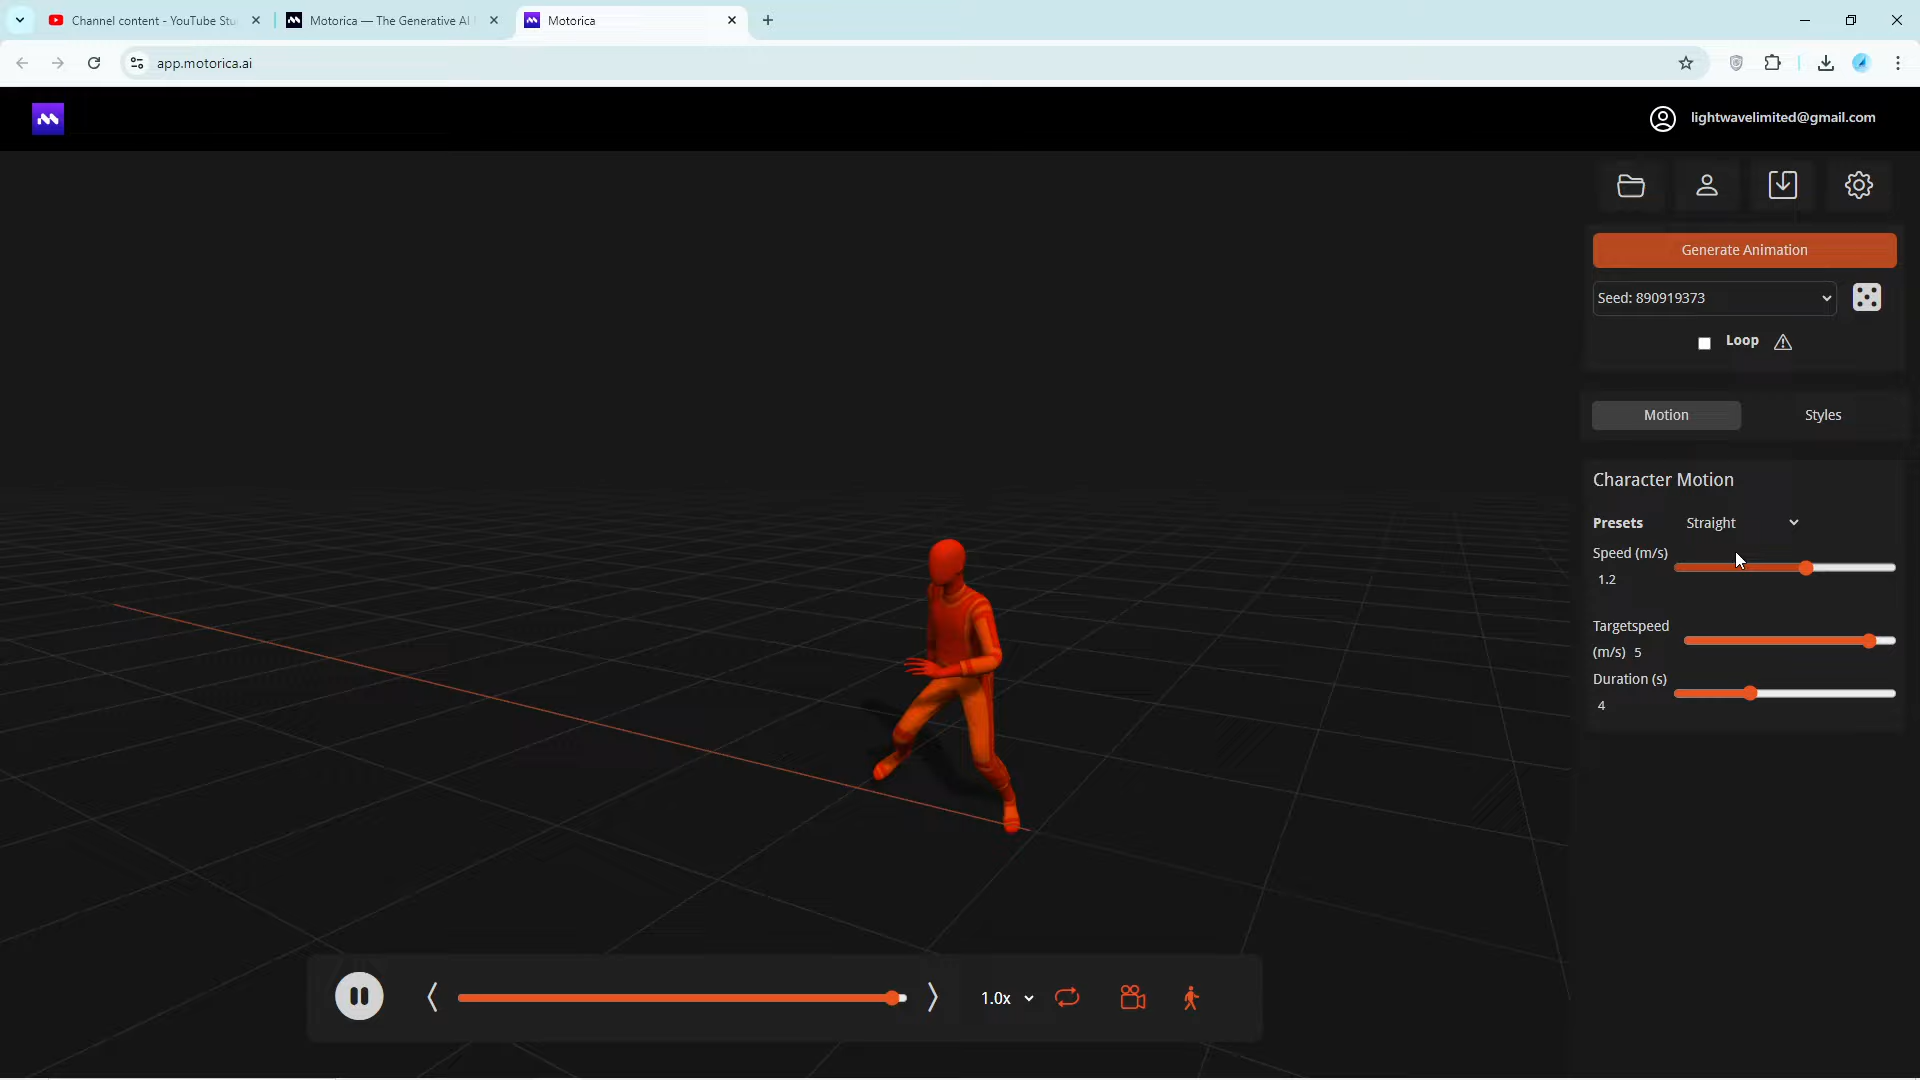 Channel content - YouTube Stu
Motorica — The Generative AI
Motorica
app.motorica.ai
lightwavelimited@gmail.com
Generate Animation
Seed: 890919373
Loop
Motion
Styles
Character Motion
Presets
Straight
Speed (m/s)
1.2
Targetspeed
(m/s) 5
Duration (s)
4
1.0x